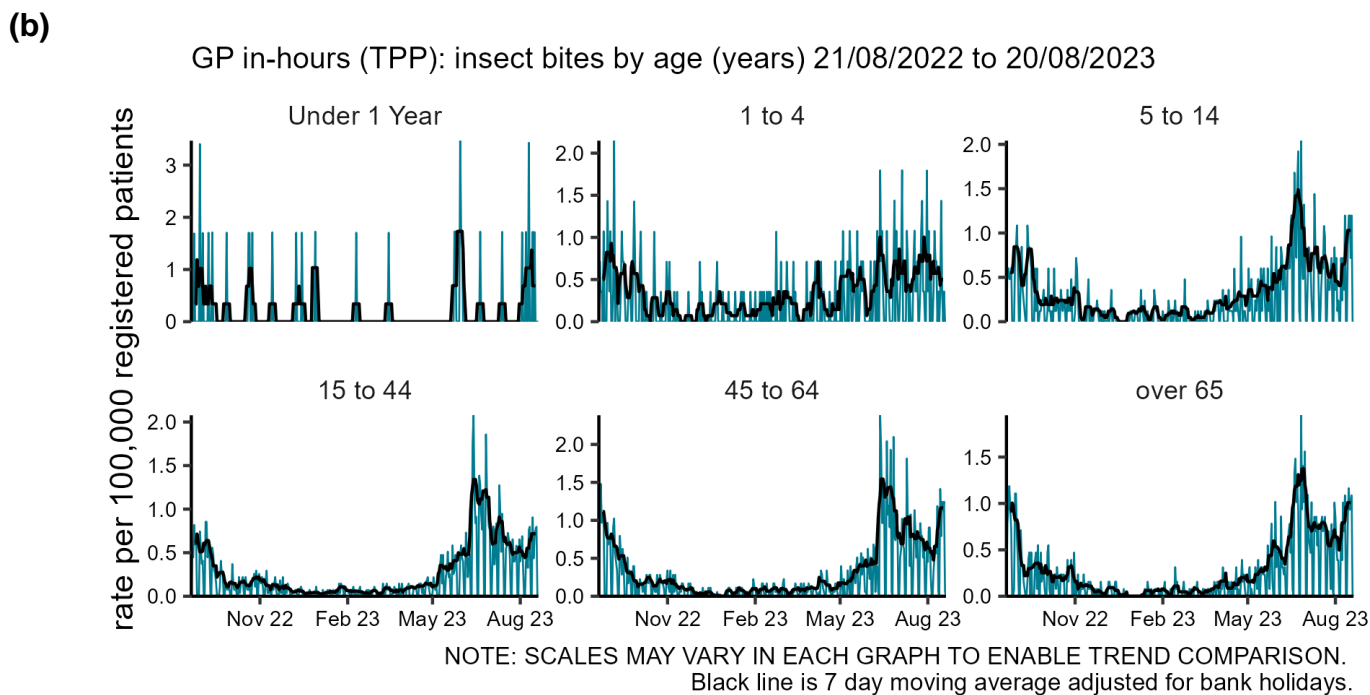 (b)
GP in-hours (TPP): insect bites by age (years) 21/08/2022 to 20/08/2023
rate per 100,000 registered patients
Under 1 Year
3
2
1
0
1 to 4
2.0
1.5
1.0
0.5
0.0
5 to 14
2.0
1.5
1.0
0.5
0.0
15 to 44
2.0
1.5
1.0
0.5
0.0
Nov 22 Feb 23 May 23 Aug 23
45 to 64
2.0
1.5
1.0
0.5
0.0
Nov 22 Feb 23 May 23 Aug 23
over 65
1.5
1.0
0.5
0.0
Nov 22 Feb 23 May 23 Aug 23
NOTE: SCALES MAY VARY IN EACH GRAPH TO ENABLE TREND COMPARISON.
Black line is 7 day moving average adjusted for bank holidays.